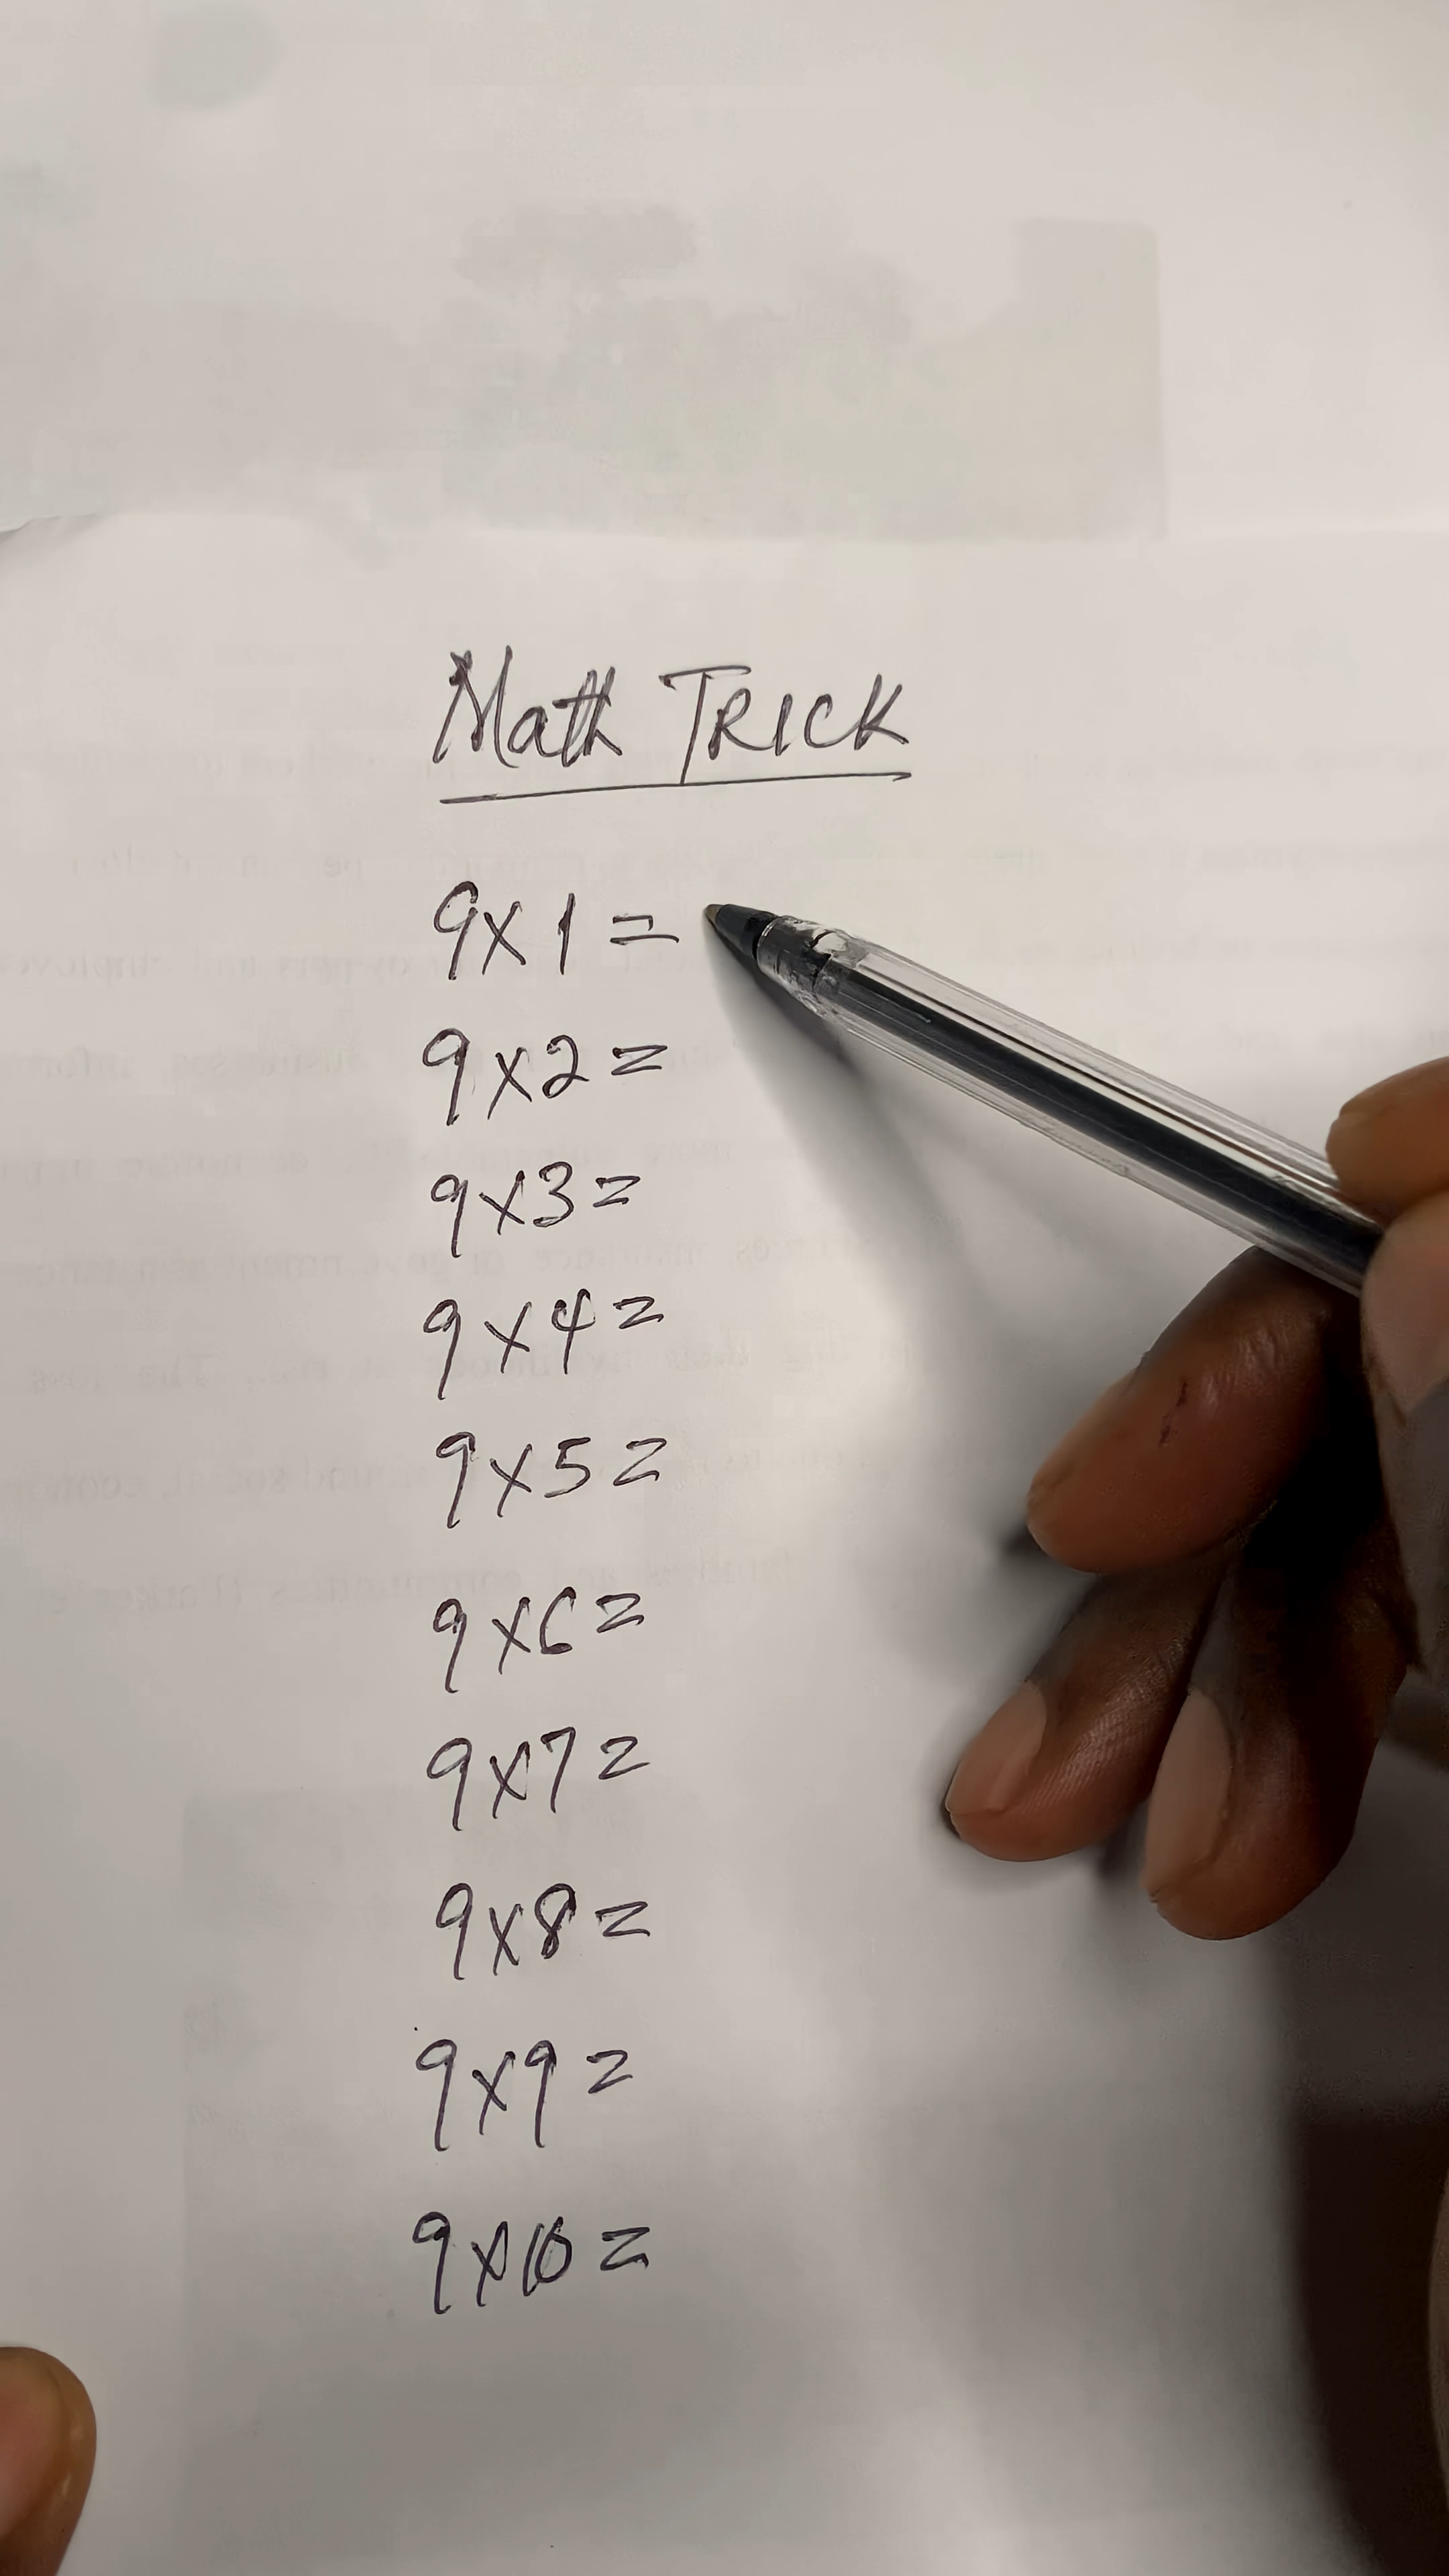 Math TRICK
9x1=
9x2=
9x3=
9x4=
9x5=
9x6=
9x7=
9x8=
9x9=
9x10=